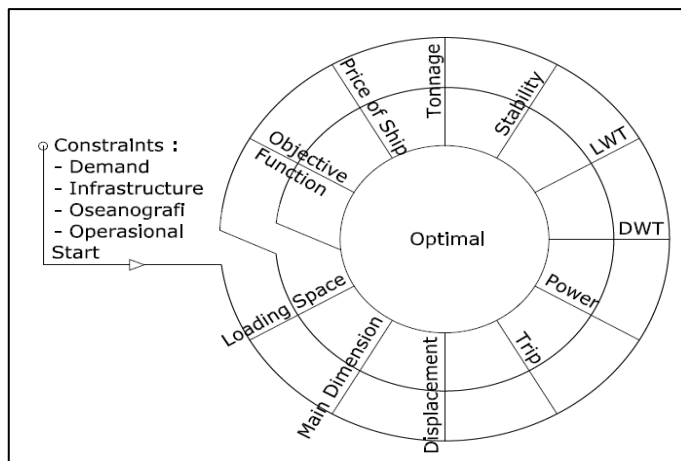 Constraints :
- Demand
- Infrastructure
- Oseanografi
- Operasional
Start
Loading Space
Main Dimension
Displacement
Trip
Power
DWT
LWT
Stability
Tonnage
Price of Ship
Objective
Function
Optimal